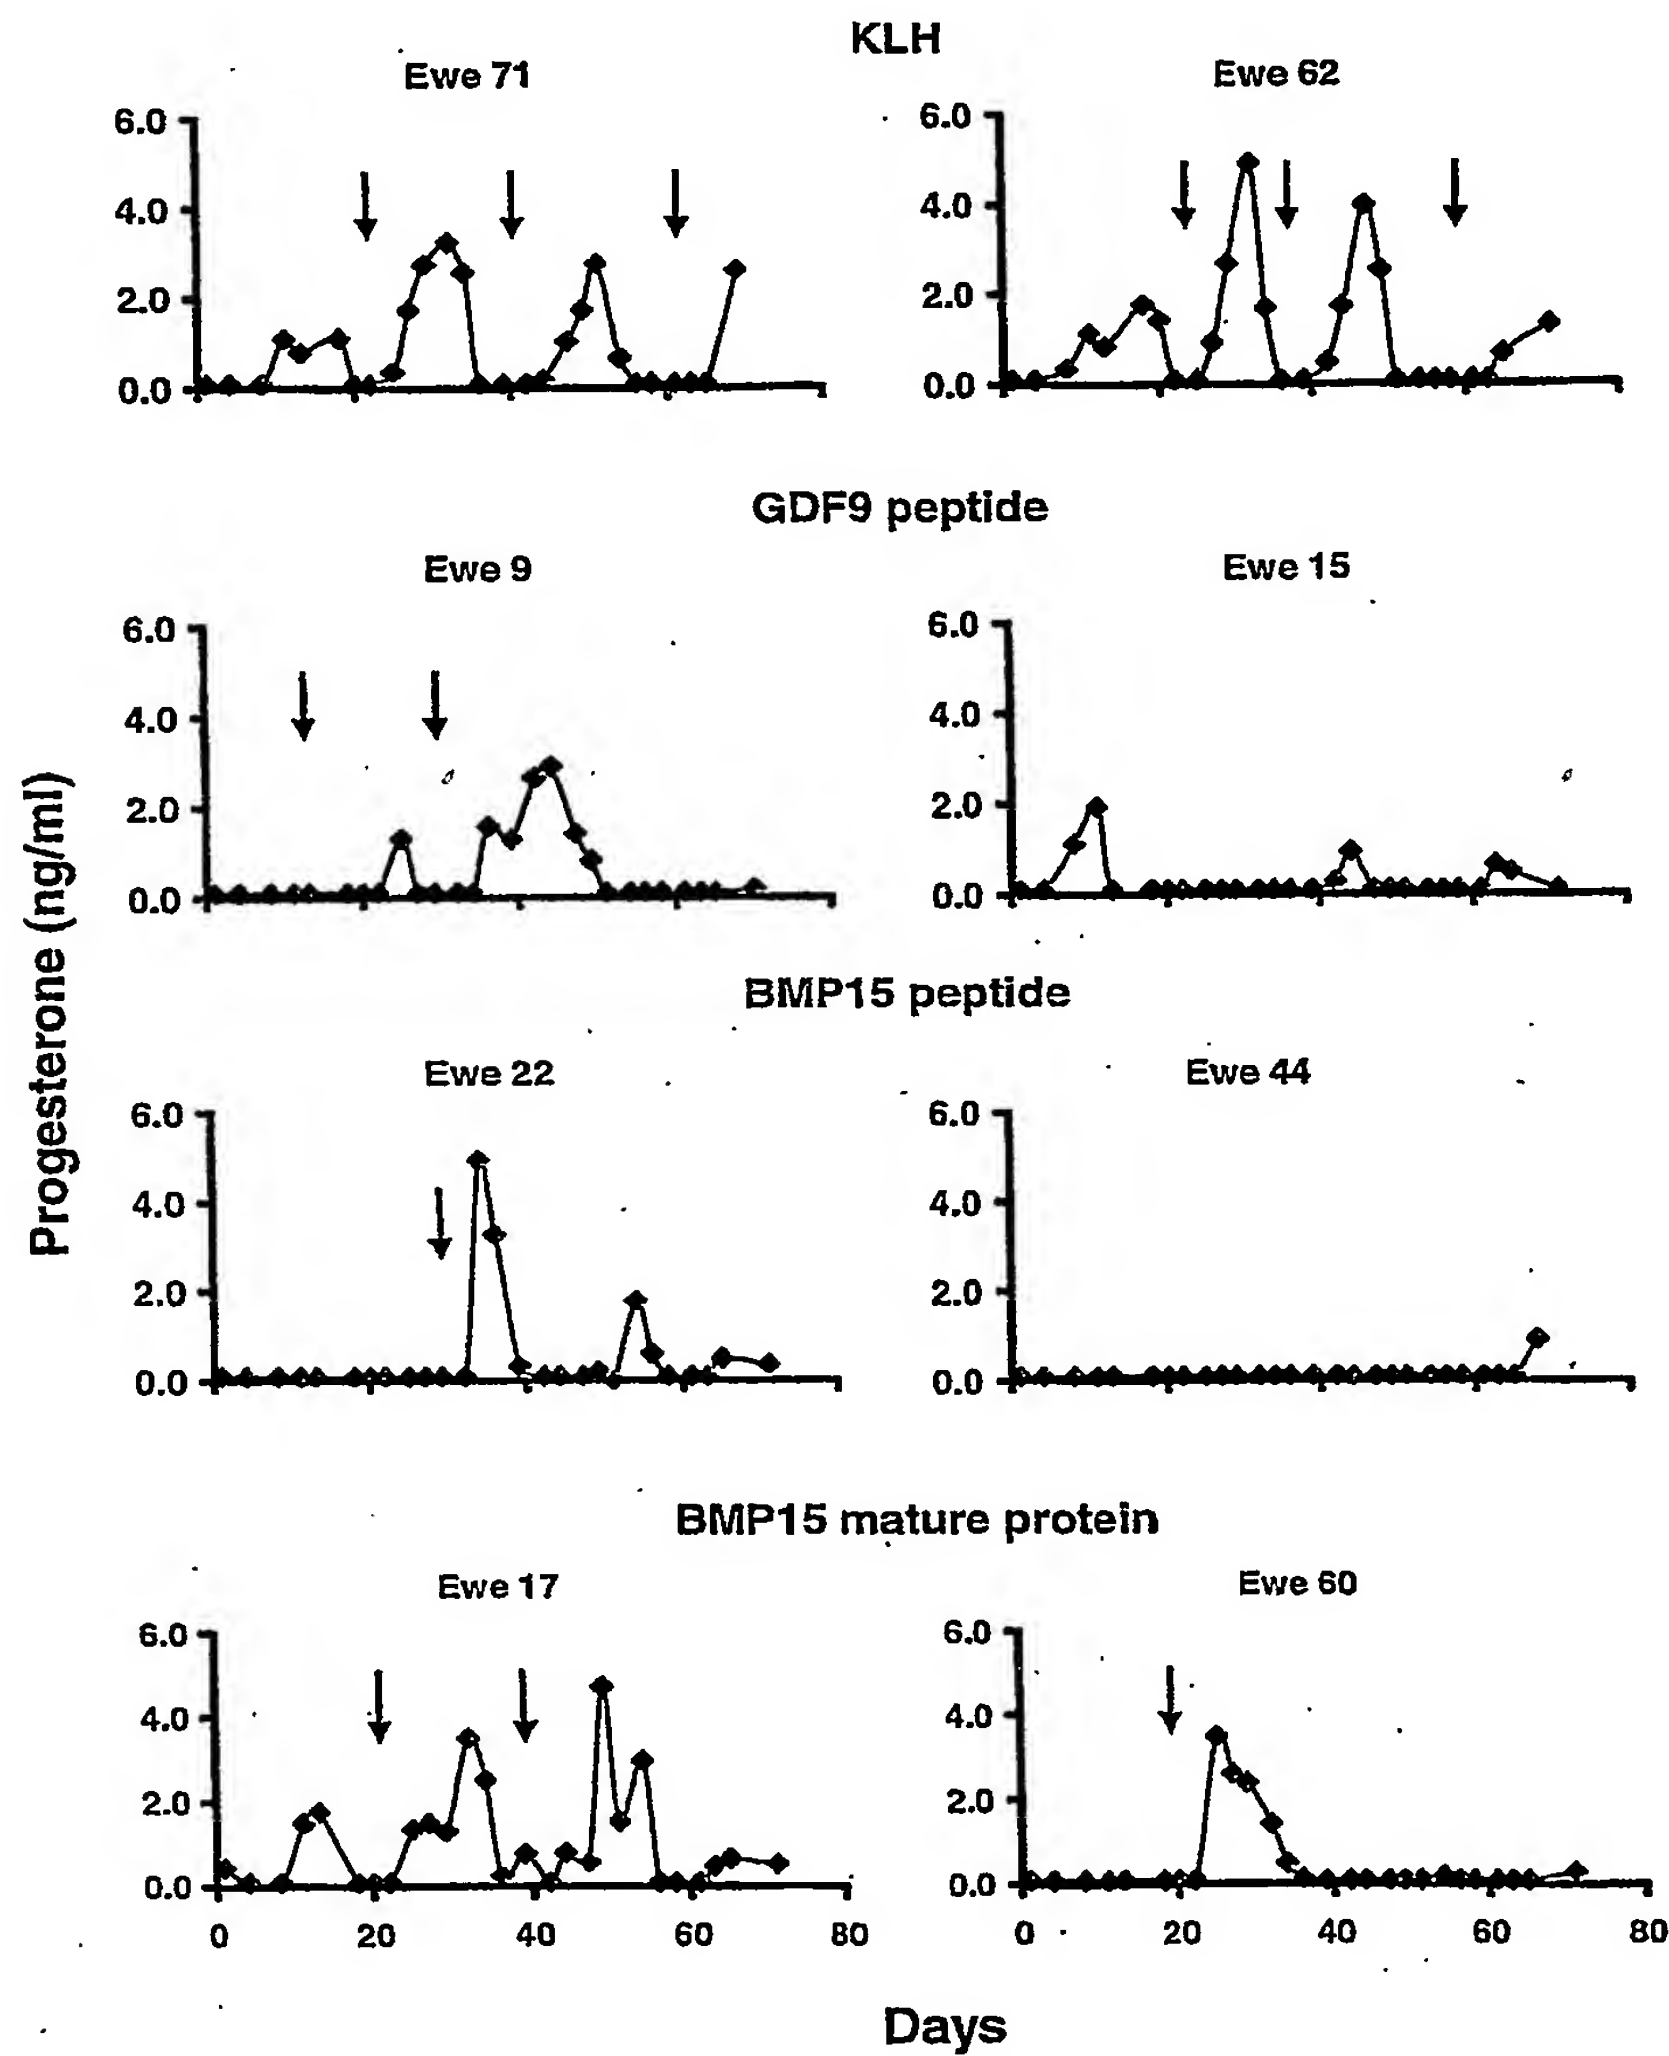 KLH
Ewe 71
Ewe 62
6.0
4.0
2.0
0.0
6.0
4.0
2.0
0.0
GDF9 peptide
Ewe 9
Ewe 15
6.0
4.0
2.0
0.0
6.0
4.0
2.0
0.0
BMP15 peptide
Ewe 22
Ewe 44
6.0
4.0
2.0
0.0
6.0
4.0
2.0
0.0
BMP15 mature protein
Ewe 17
Ewe 60
6.0
4.0
2.0
0.0
6.0
4.0
2.0
0.0
0 20 40 60 80
0 20 40 60 80
Progesterone (ng/ml)
Days